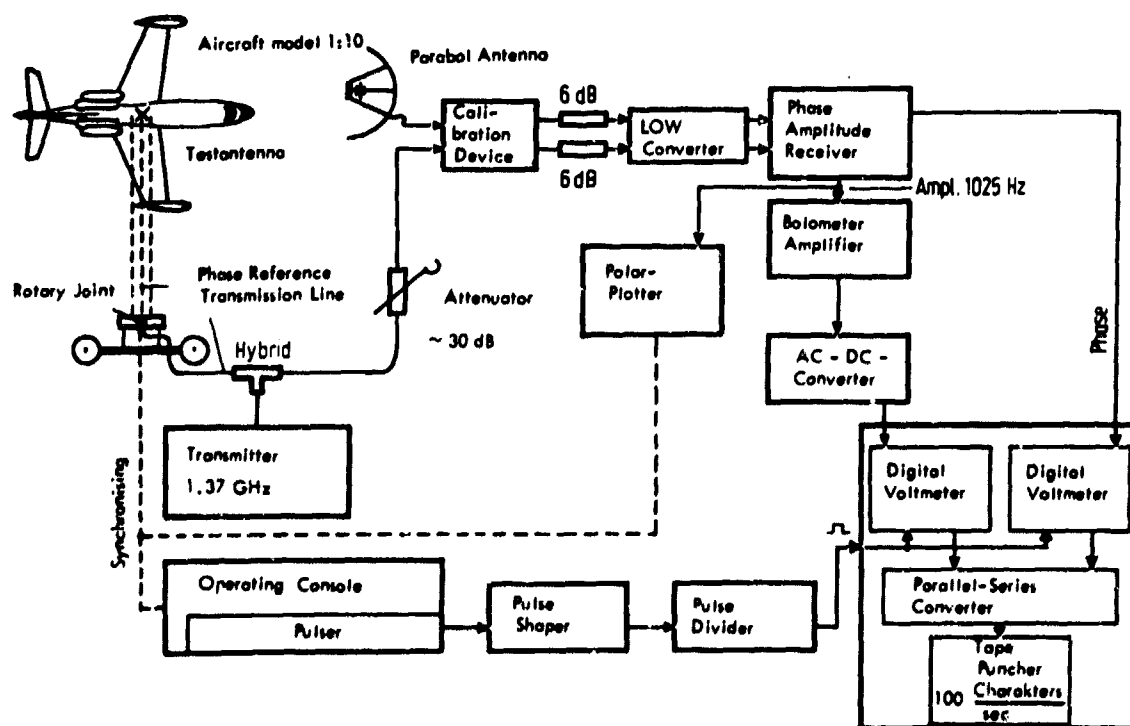 Aircraft model 1:10
Parabol Antenna
Testantenna
Cali-
bration
Device
6 dB
6 dB
LOW
Converter
Phase
Amplitude
Receiver
Ampl. 1025 Hz
Bolometer
Amplifier
Polar-
Plotter
Phase Reference
Transmission Line
Rotary Joint
Attenuator
~ 30 dB
Hybrid
AC - DC -
Converter
Phase
Transmitter
1.37 GHz
Synchronising
Digital
Voltmeter
Digital
Voltmeter
Operating Console
Pulser
Pulse
Shaper
Pulse
Divider
Parallel-Series
Converter
Tape
Puncher
100 Charakters
sec